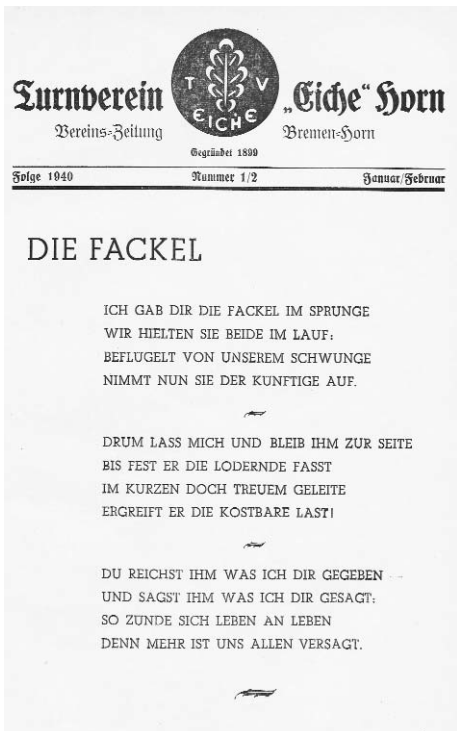 T V
EICHE
Turnverein „Eiche“ Horn
Vereins-Zeitung Bremen-Horn
Gegründet 1899
Folge 1940 Nummer 1/2 Januar/Februar
DIE FACKEL
ICH GAB DIR DIE FACKEL IM SPRUNGE
WIR HIELTEN SIE BEIDE IM LAUF:
BEFLÜGELT VON UNSEREM SCHWUNGE
NIMMT NUN SIE DER KÜNFTIGE AUF.
DRUM LASS MICH UND BLEIB IHM ZUR SEITE
BIS FEST ER DIE LODERNDE FASST
IM KURZEN DOCH TREUEM GELEITE
ERGREIFT ER DIE KOSTBARE LAST!
DU REICHST IHM WAS ICH DIR GEGEBEN
UND SAGST IHM WAS ICH DIR GESAGT:
SO ZÜNDE SICH LEBEN AN LEBEN
DENN MEHR IST UNS ALLEN VERSAGT.